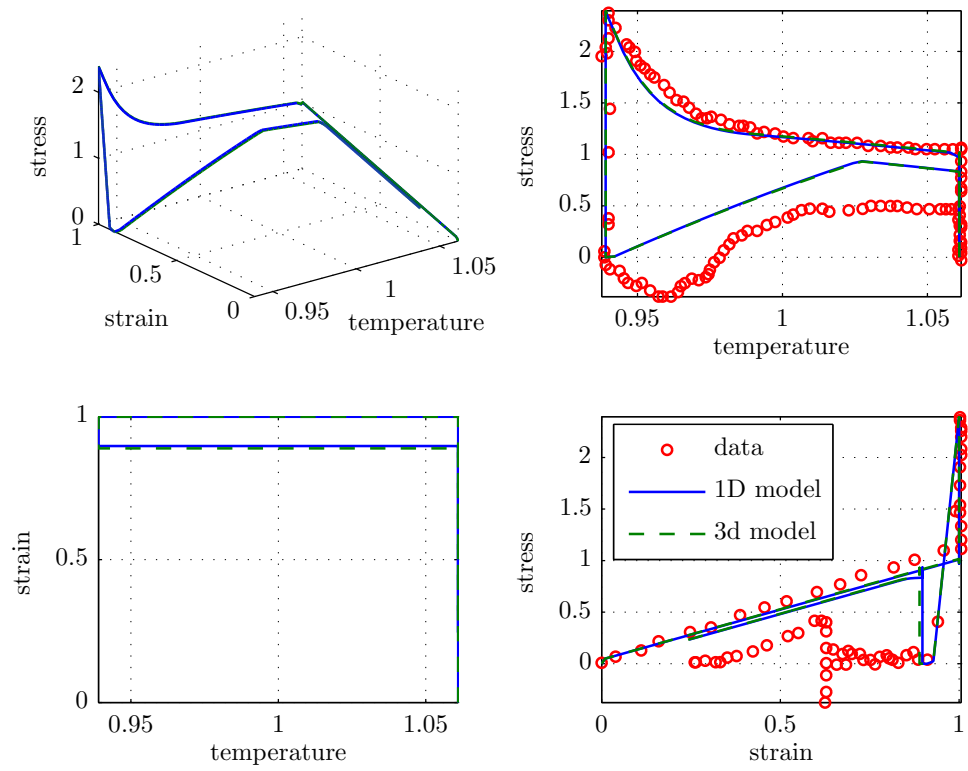 stress
2
1
0
1
0.5
0
strain
0.95
1
1.05
temperature
stress
2
1.5
1
0.5
0
0.95
1
1.05
temperature
strain
1
0.5
0
0.95
1
1.05
temperature
stress
2
1.5
1
0.5
0
data
1D model
3d model
0
0.5
1
strain